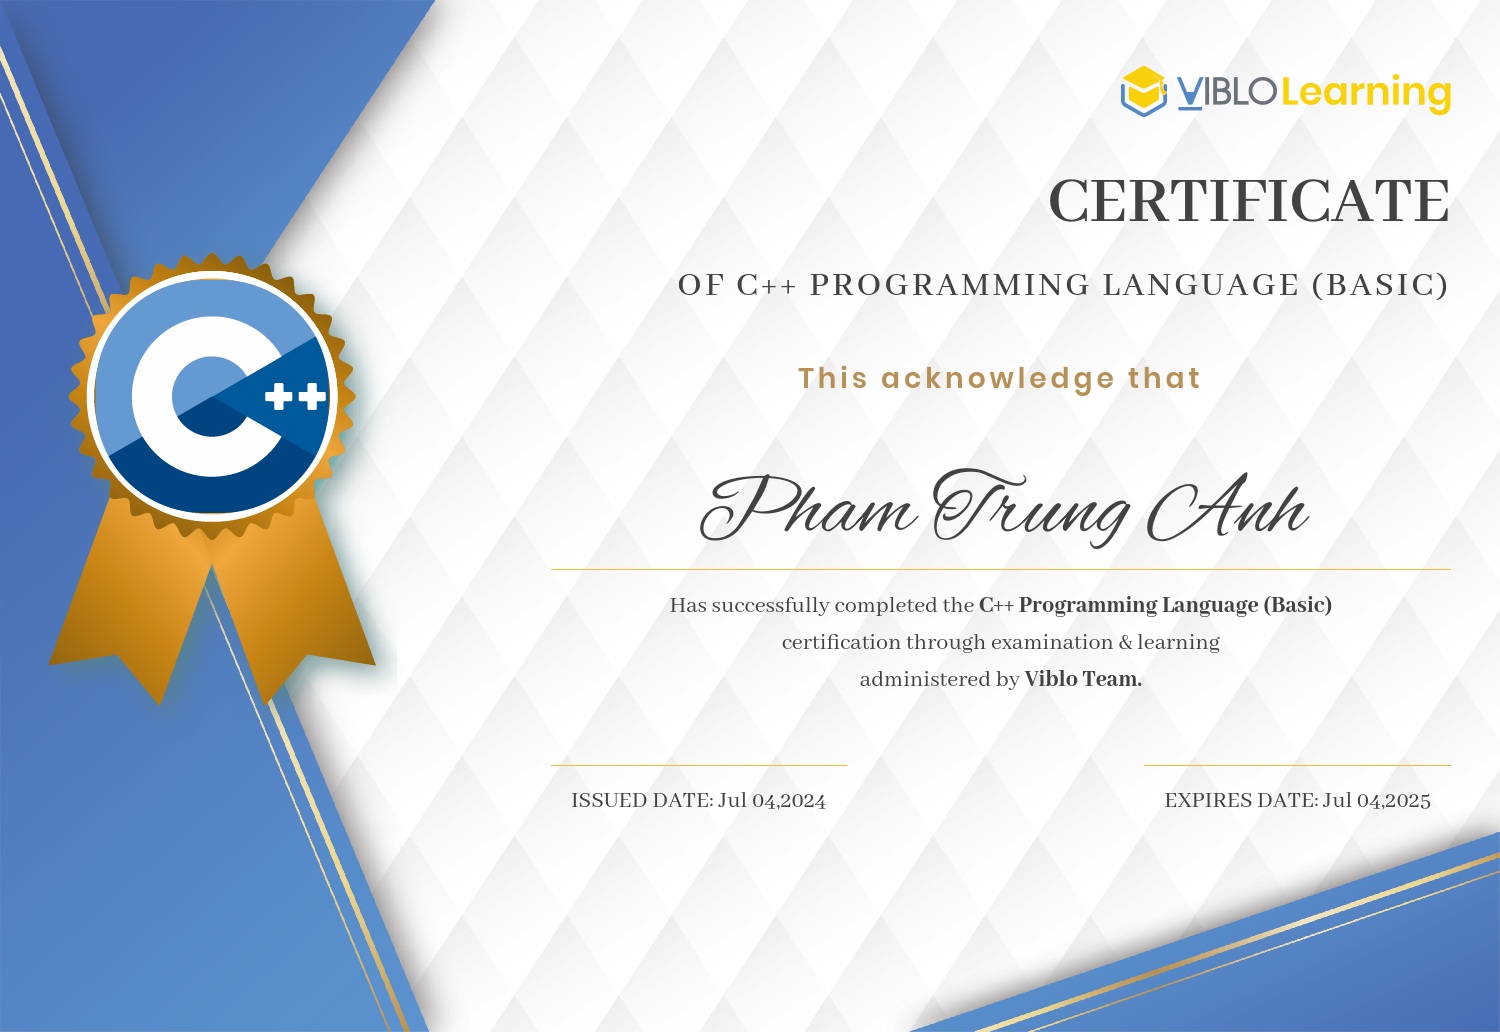 VIBLO Learning
CERTIFICATE
OF C++ PROGRAMMING LANGUAGE (BASIC)
This acknowledge that
C++
Pham Trung Anh
Has successfully completed the C++ Programming Language (Basic)
certification through examination & learning
administered by Viblo Team.
ISSUED DATE: Jul 04,2024
EXPIRES DATE: Jul 04,2025